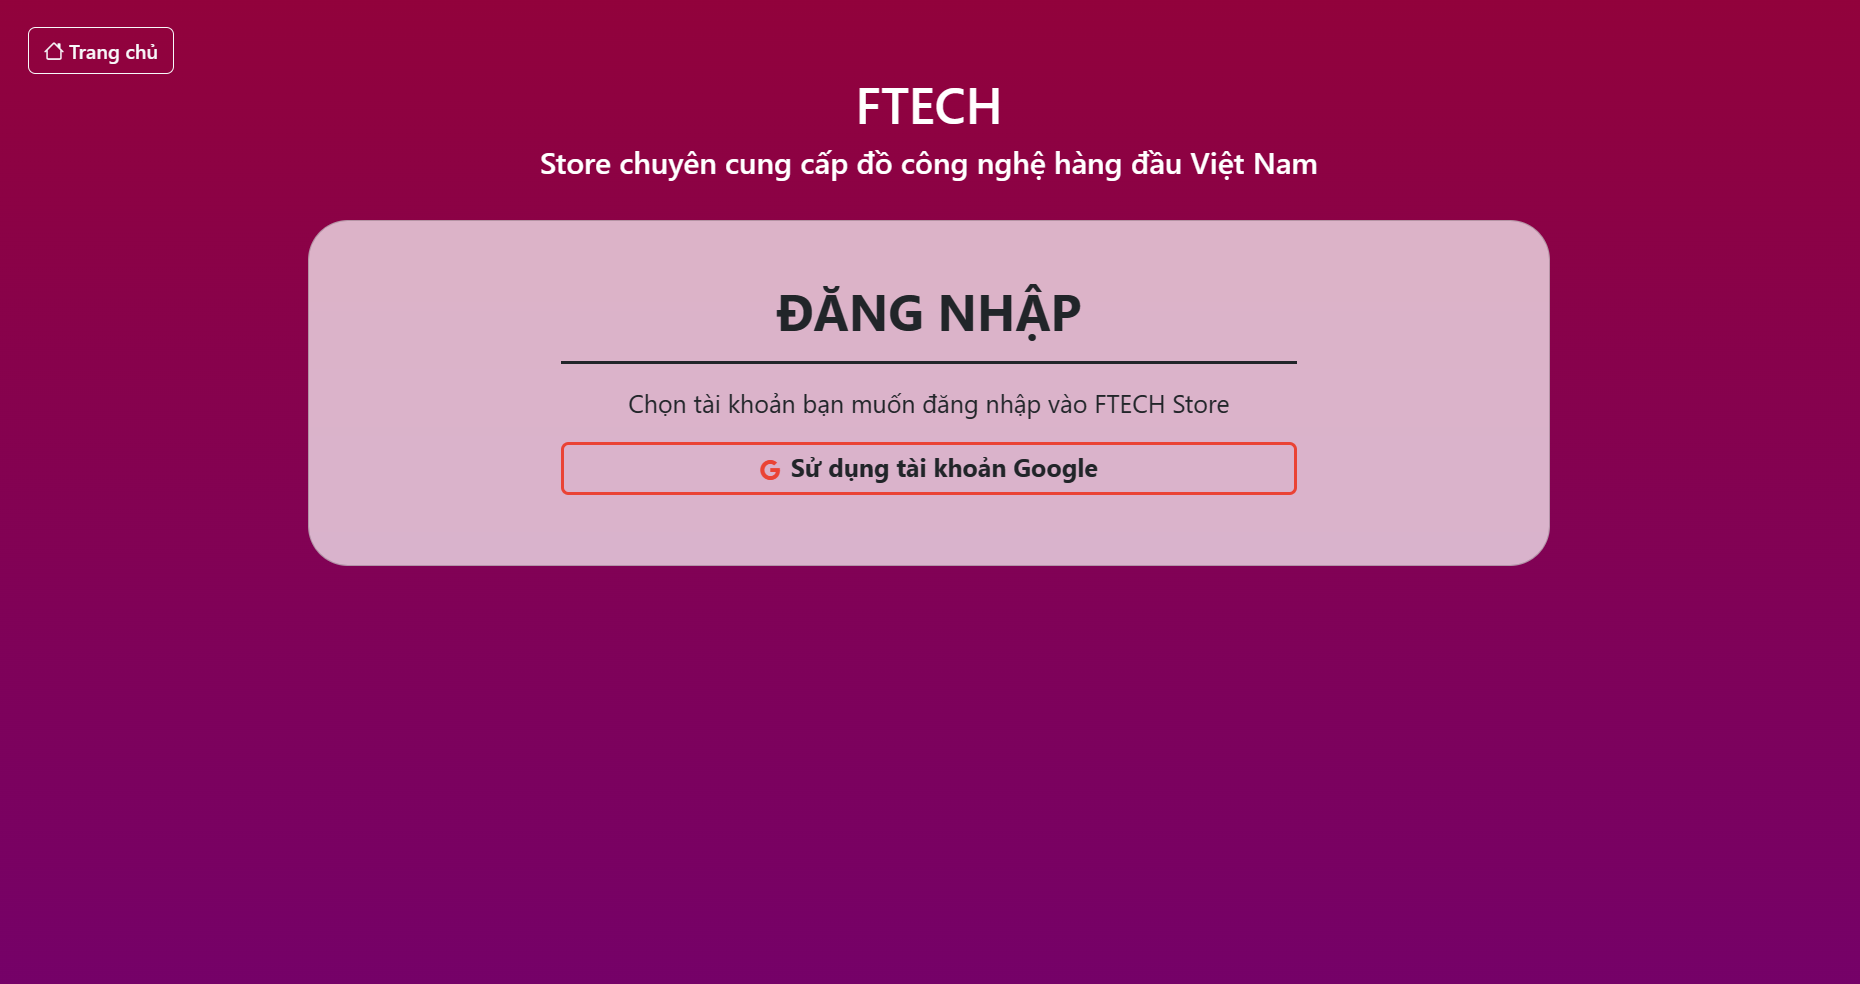 Trang chủ
FTECH
Store chuyên cung cấp đồ công nghệ hàng đầu Việt Nam
ĐĂNG NHẬP
Chọn tài khoản bạn muốn đăng nhập vào FTECH Store
Sử dụng tài khoản Google